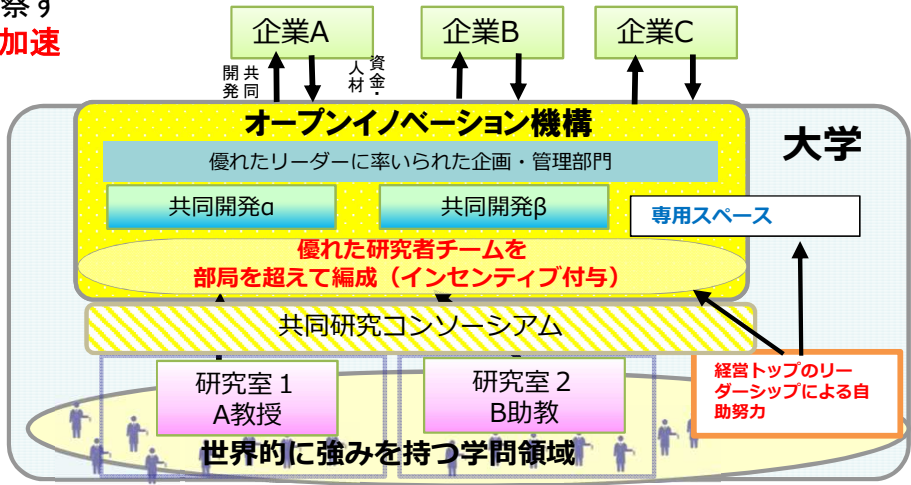 察す
加速
企業A
企業B
企業C
共同
開発
資金・
人材
オープンイノベーション機構
大学
優れたリーダーに率いられた企画・管理部門
共同開発α
共同開発β
専用スペース
優れた研究者チームを
部局を超えて編成（インセンティブ付与）
共同研究コンソーシアム
研究室１
A教授
研究室２
B助教
経営トップのリー
ダーシップによる自
助努力
世界的に強みを持つ学問領域